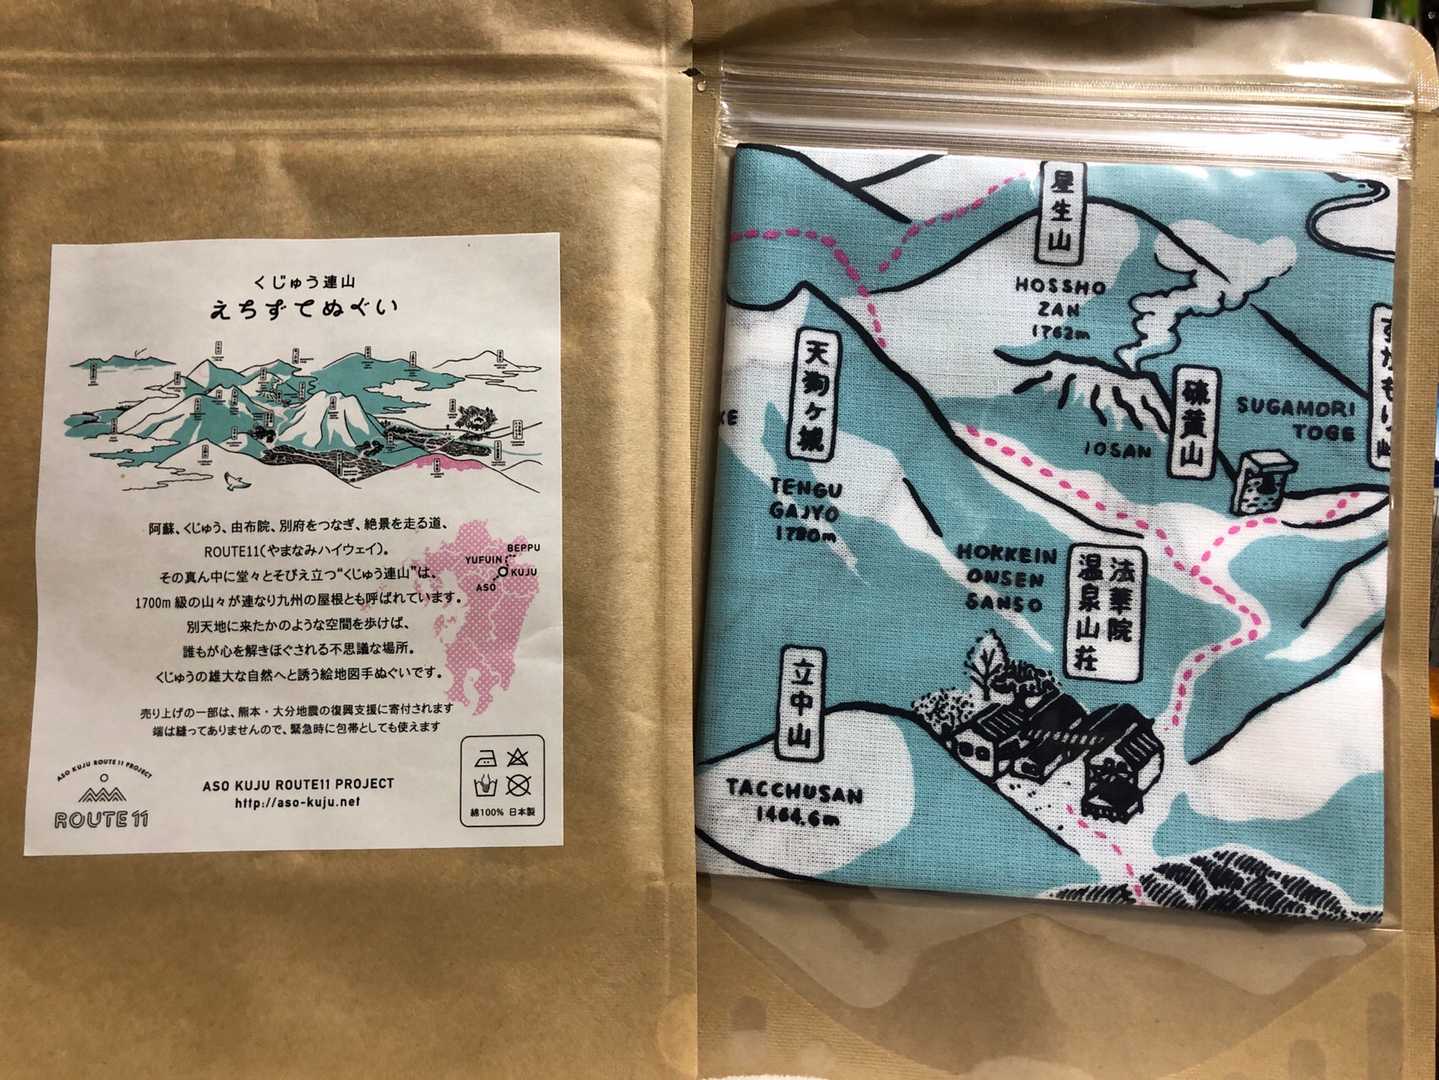 くじゅう連山
えちずてぬぐい
阿蘇、くじゅう、由布院、別府をつなぎ、絶景を走る道、
ROUTE11(やまなみハイウェイ)。
その真ん中に堂々とそびえ立つ“くじゅう連山”は、
1700m 級の山々が連なり九州の屋根とも呼ばれています。
別天地に来たかのような空間を歩けば、
誰もが心を解きほぐされる不思議な場所。
くじゅうの雄大な自然へと誘う絵地図手ぬぐいです。
BEPPU
YUFUIN
KUJU
ASO
売り上げの一部は、熊本・大分地震の復興支援に寄付されます
端は縫ってありませんので、緊急時に包帯としても使えます
ASO KUJU ROUTE 11 PROJECT
ROUTE 11
ASO KUJU ROUTE11 PROJECT
http://aso-kuju.net
綿100% 日本製
星生山
HOSSHO
ZAN
1762m
天狗ヶ城
TENGU
GAJYO
1780m
KE
硫黄山
IOSAN
SUGAMORI
TOGE
HOKKEIN
ONSEN
SANSO
法華院
温泉山荘
立中山
TACCHUSAN
1464.6m